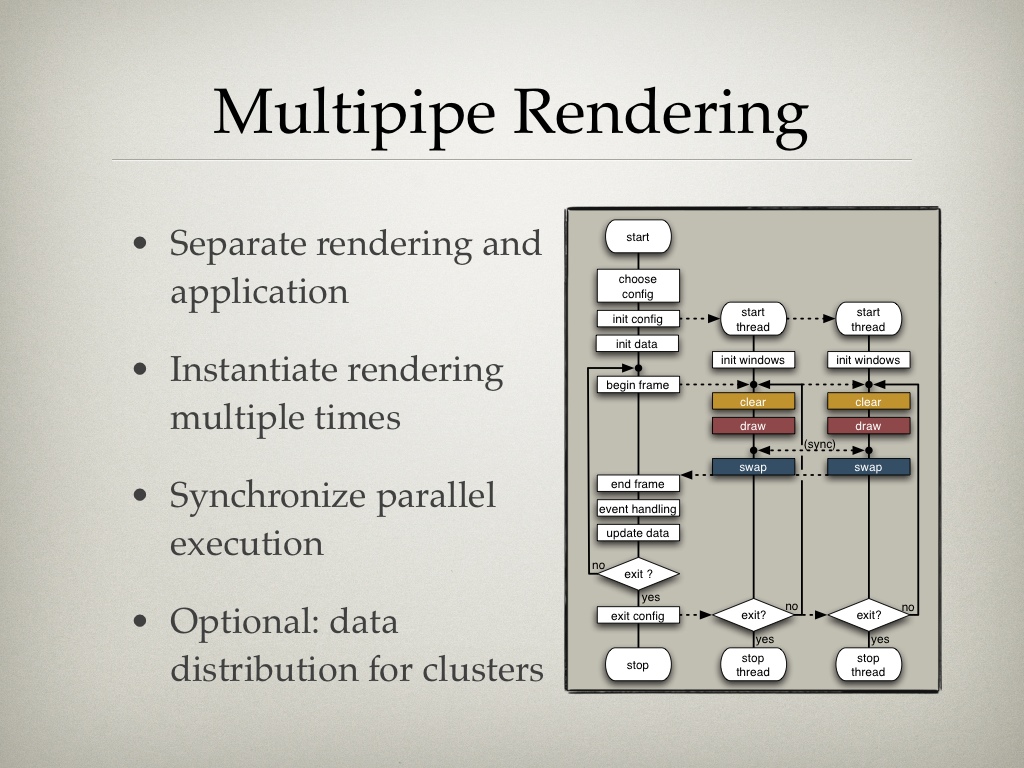 Multipipe Rendering
• Separate rendering and
application
• Instantiate rendering
multiple times
• Synchronize parallel
execution
• Optional: data
distribution for clusters
start
choose
config
init config
init data
begin frame
end frame
event handling
update data
no
exit ?
yes
exit config
stop
start
thread
init windows
clear
draw
(sync)
swap
exit?
no
yes
stop
thread
start
thread
init windows
clear
draw
swap
exit?
no
yes
stop
thread